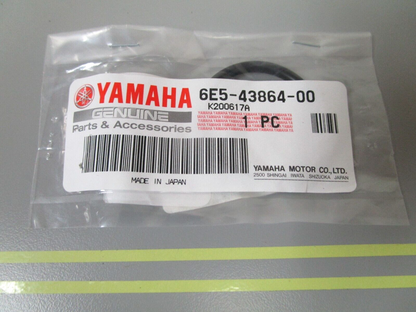 YAMAHA
GENUINE
Parts & Accessories
6E5-43864-00
K200617A
1 PC
MADE IN JAPAN
YAMAHA MOTOR CO., LTD.
2500 SHINGAI IWATA SHIZUOKA JAPAN